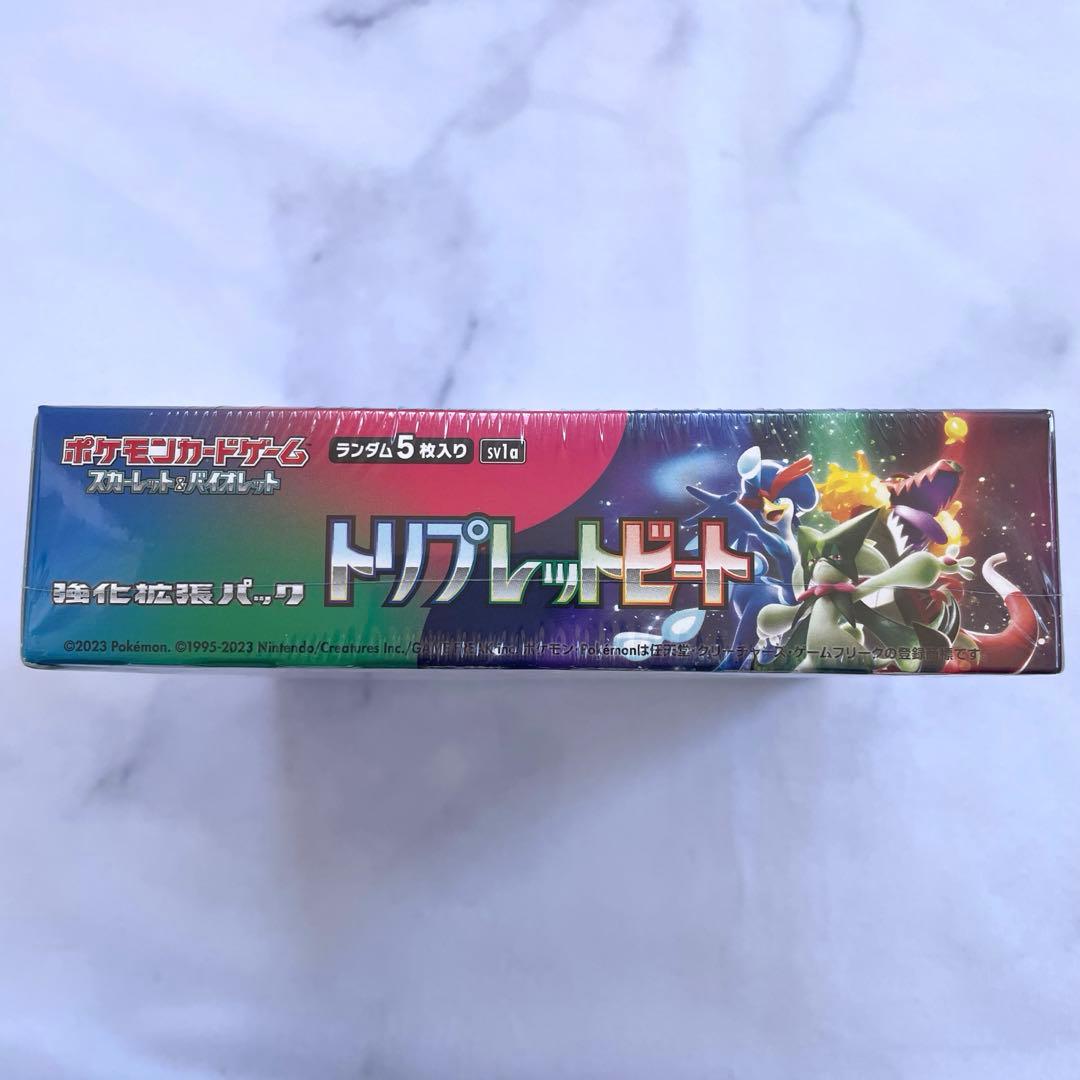 ポケモンカードゲーム™
スカーレット&バイオレット
ランダム5枚入り sv1a
強化拡張パック
トリプレットビート
©2023 Pokémon. ©1995-2023 Nintendo/Creatures Inc./GAME FREAK inc. ポケモン・Pokémonは任天堂・クリーチャーズ・ゲームフリークの登録商標です。